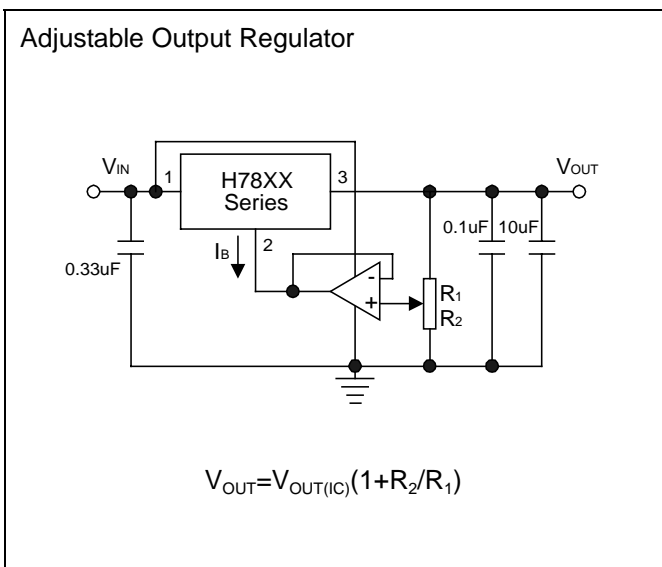 Adjustable Output Regulator
VIN
VOUT
1
H78XX
Series
3
0.33uF
IB
2
0.1uF
10uF
-
+
R1
R2
VOUT=VOUT(IC)(1+R2/R1)